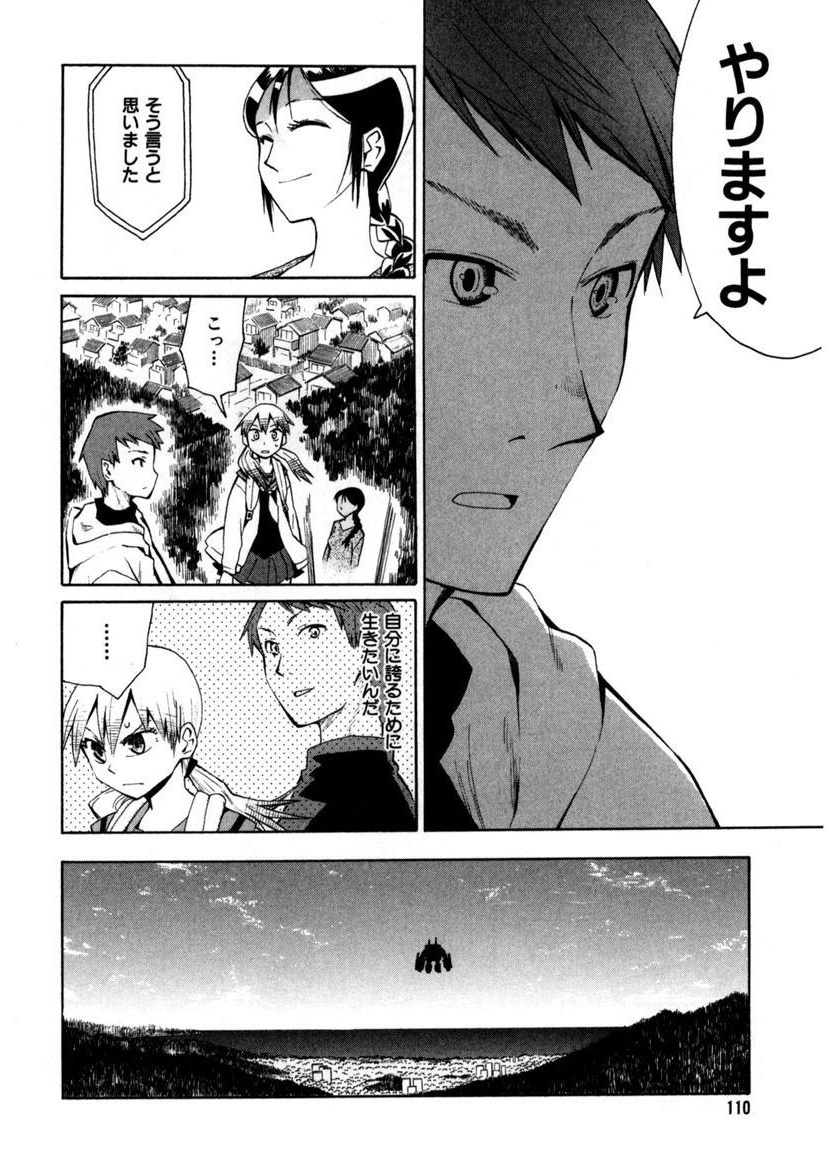 やりますよ
そう言うと
思いました
こっ…
自分に誇るために
生きたいんだ
……
110